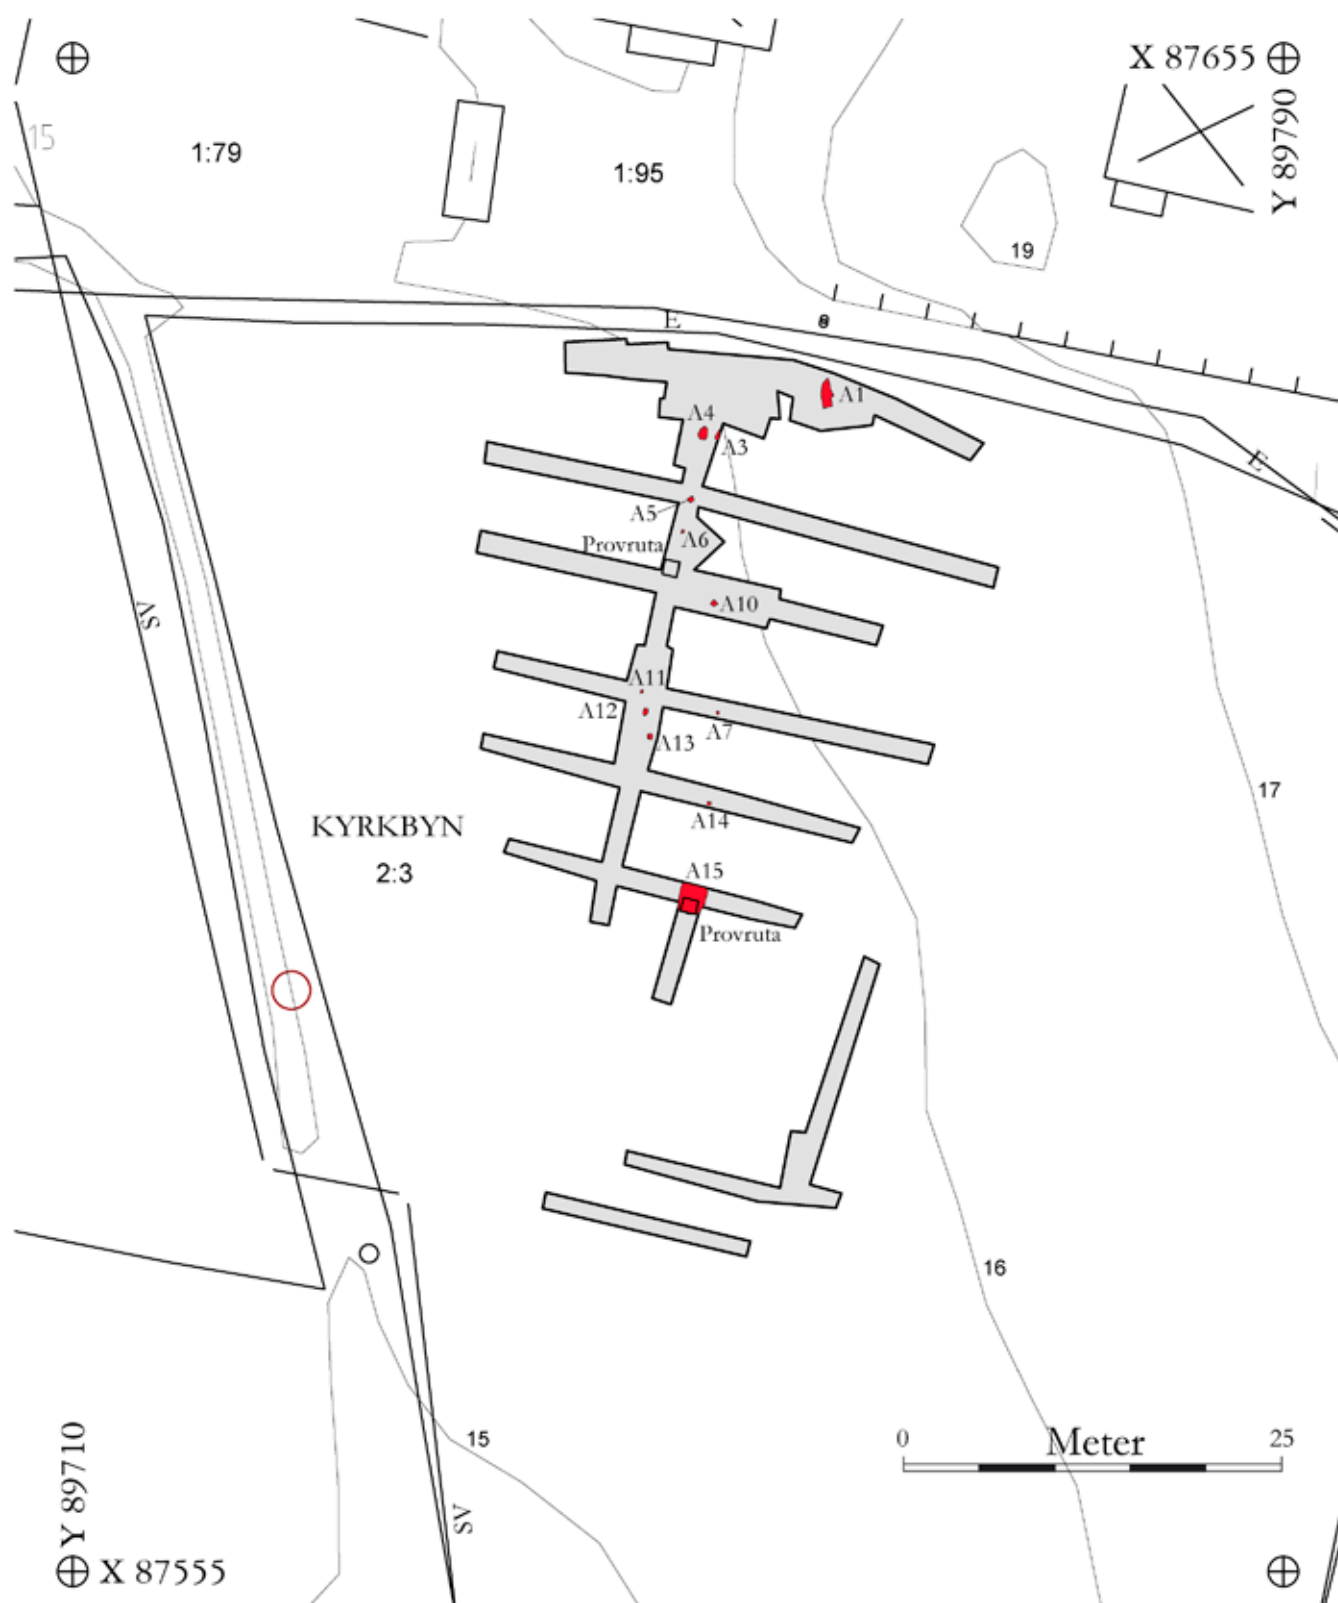 X 87655
Y 89790
15
1:79
1:95
19
E
8
A1
A4
A3
E
A5
A6
Provruta
A10
SV
A11
A12
A7
A13
17
A14
KYRKBYN
2:3
A15
Provruta
16
15
0
Meter
25
Y 89710
SV
X 87555